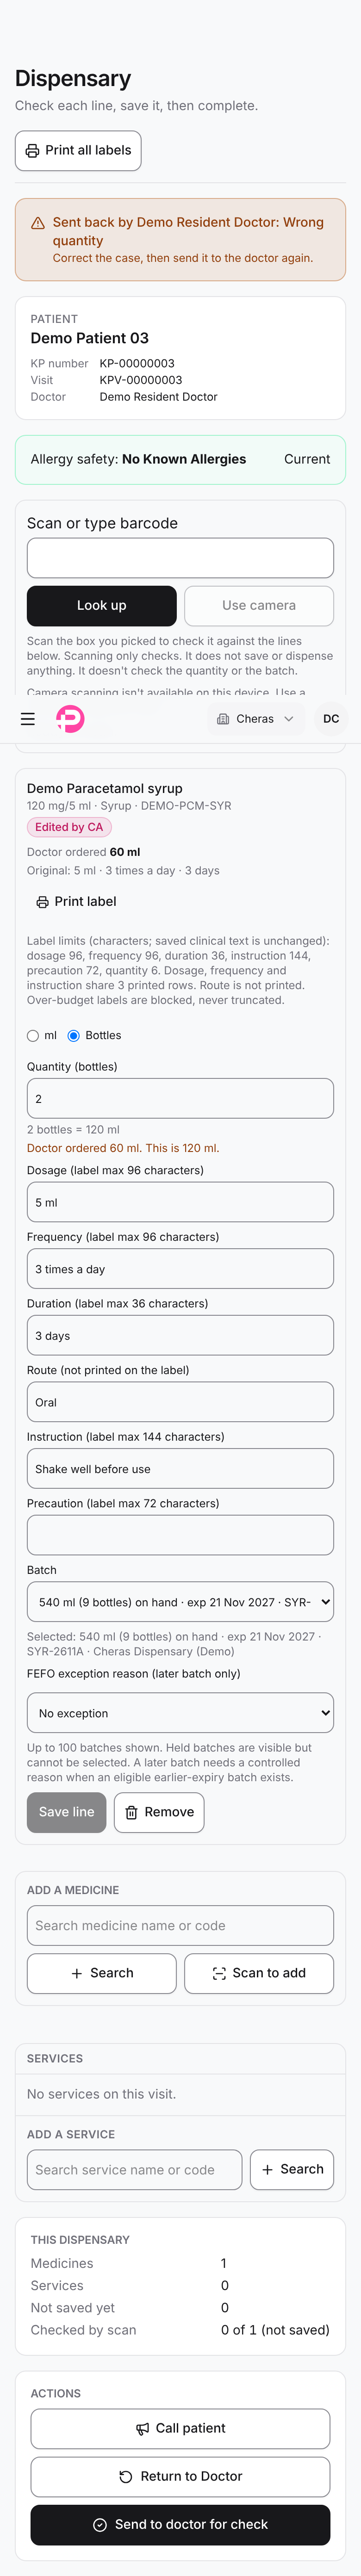 Dispensary
Check each line, save it, then complete.
Print all labels
Sent back by Demo Resident Doctor: Wrong
quantity
Correct the case, then send it to the doctor again.
PATIENT
Demo Patient 03
KP number KP-00000003
Visit KPV-00000003
Doctor Demo Resident Doctor
Allergy safety: No Known Allergies Current
Scan or type barcode
Look up Use camera
Scan the box you picked to check it against the lines
below. Scanning only checks. It does not save or dispense
anything. It doesn't check the quantity or the batch.
Camera scanning isn't available on this device. Use a
Cheras DC
Demo Paracetamol syrup
120 mg/5 ml · Syrup · DEMO-PCM-SYR
Edited by CA
Doctor ordered 60 ml
Original: 5 ml · 3 times a day · 3 days
Print label
Label limits (characters; saved clinical text is unchanged):
dosage 96, frequency 96, duration 36, instruction 144,
precaution 72, quantity 6. Dosage, frequency and
instruction share 3 printed rows. Route is not printed.
Over-budget labels are blocked, never truncated.
ml Bottles
Quantity (bottles)
2
2 bottles = 120 ml
Doctor ordered 60 ml. This is 120 ml.
Dosage (label max 96 characters)
5 ml
Frequency (label max 96 characters)
3 times a day
Duration (label max 36 characters)
3 days
Route (not printed on the label)
Oral
Instruction (label max 144 characters)
Shake well before use
Precaution (label max 72 characters)
Batch
540 ml (9 bottles) on hand · exp 21 Nov 2027 · SYR-
Selected: 540 ml (9 bottles) on hand · exp 21 Nov 2027 ·
SYR-2611A · Cheras Dispensary (Demo)
FEFO exception reason (later batch only)
No exception
Up to 100 batches shown. Held batches are visible but
cannot be selected. A later batch needs a controlled
reason when an eligible earlier-expiry batch exists.
Save line Remove
ADD A MEDICINE
Search medicine name or code
Search Scan to add
SERVICES
No services on this visit.
ADD A SERVICE
Search service name or code Search
THIS DISPENSARY
Medicines 1
Services 0
Not saved yet 0
Checked by scan 0 of 1 (not saved)
ACTIONS
Call patient
Return to Doctor
Send to doctor for check